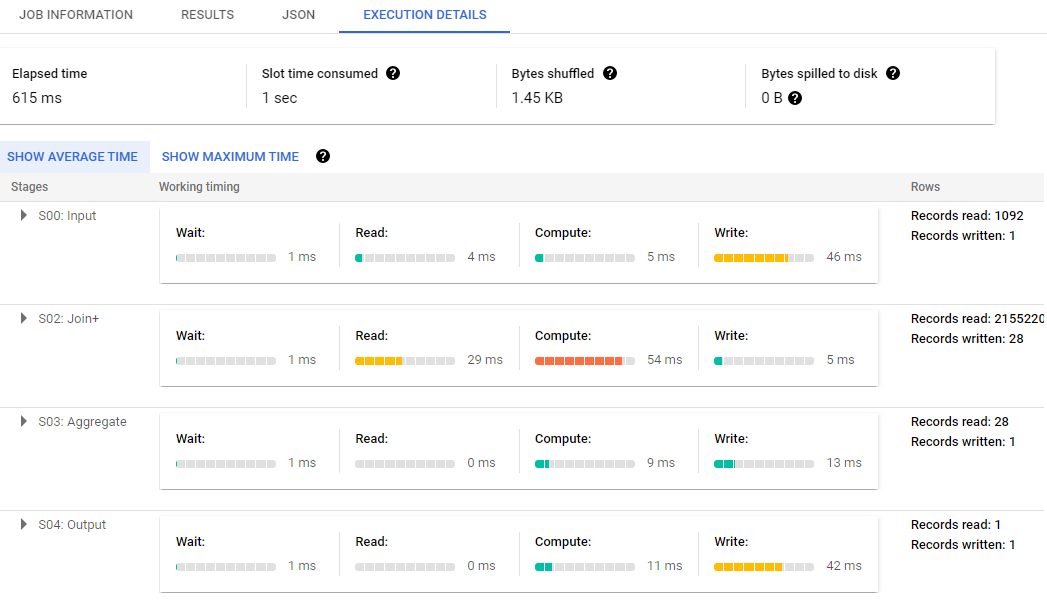 JOB INFORMATION RESULTS JSON EXECUTION DETAILS
Elapsed time Slot time consumed ? Bytes shuffled ? Bytes spilled to disk ?
615 ms 1 sec 1.45 KB 0 B ?
SHOW AVERAGE TIME SHOW MAXIMUM TIME ?
Stages Working timing Rows
S00: Input Records read: 1092
Wait: Read: Compute: Write: Records written: 1
1 ms 4 ms 5 ms 46 ms
S02: Join+ Records read: 2155220
Wait: Read: Compute: Write: Records written: 28
1 ms 29 ms 54 ms 5 ms
S03: Aggregate Records read: 28
Wait: Read: Compute: Write: Records written: 1
1 ms 0 ms 9 ms 13 ms
S04: Output Records read: 1
Wait: Read: Compute: Write: Records written: 1
1 ms 0 ms 11 ms 42 ms